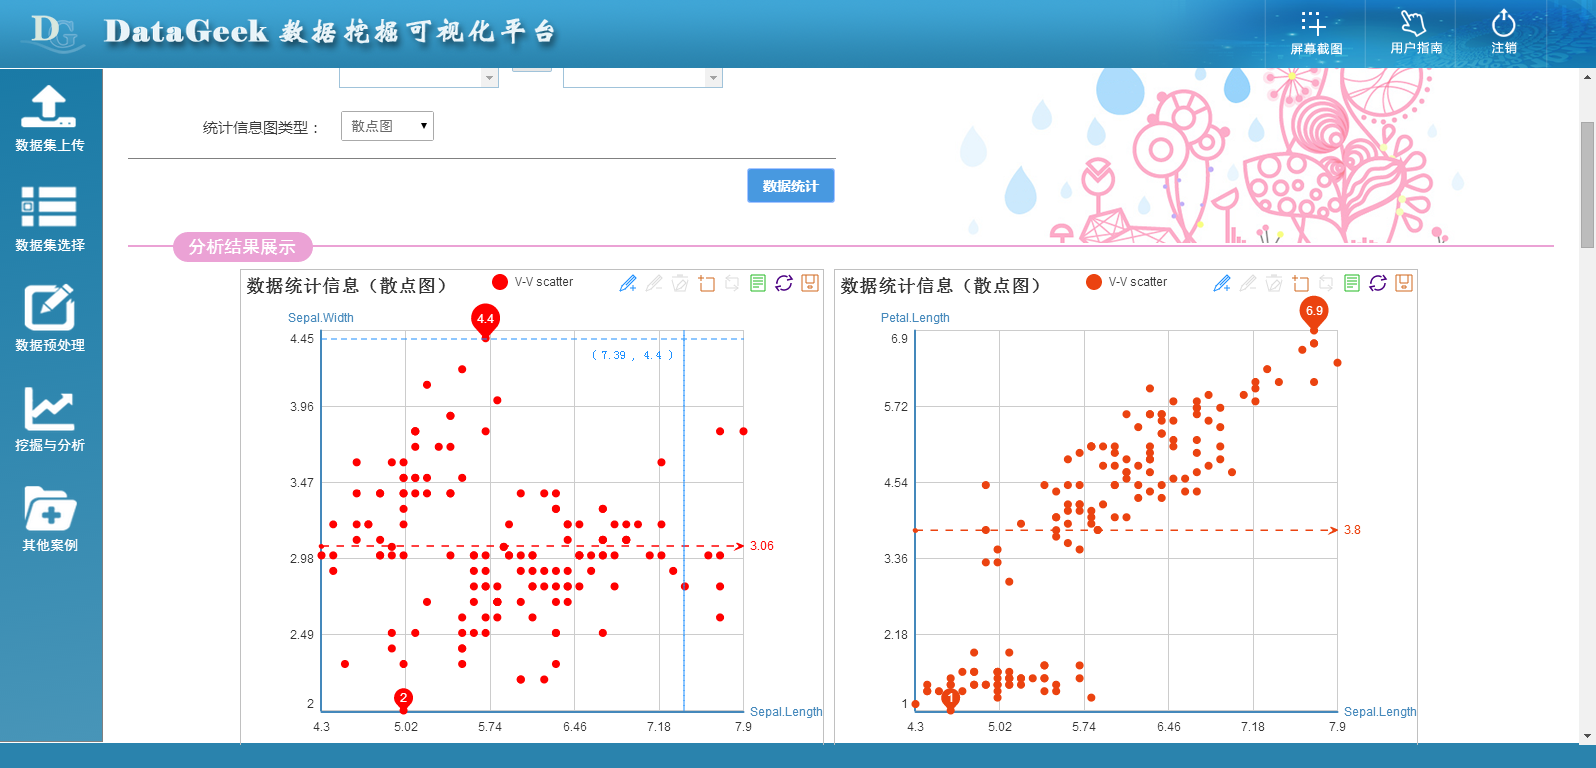 DG DataGeek 数据挖掘可视化平台
屏幕截图 用户指南 注销
数据集上传
数据集选择
数据预处理
挖掘与分析
其他案例
统计信息图类型： 散点图
数据统计
分析结果展示
数据统计信息（散点图） V-V scatter
Sepal.Width
4.4
4.45
( 7.39 , 4.4 )
3.96
3.47
2.98
3.06
2.49
2
2
Sepal.Length
4.3 5.02 5.74 6.46 7.18 7.9
数据统计信息（散点图） V-V scatter
Petal.Length
6.9
6.9
5.72
4.54
3.8
3.36
2.18
1
1
Sepal.Length
4.3 5.02 5.74 6.46 7.18 7.9